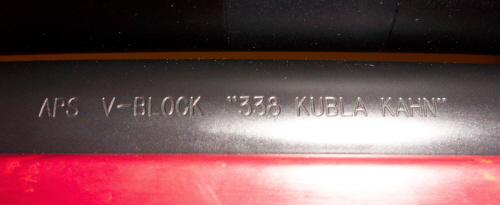 APS V-BLOCK "338 KUBLA KAHN"